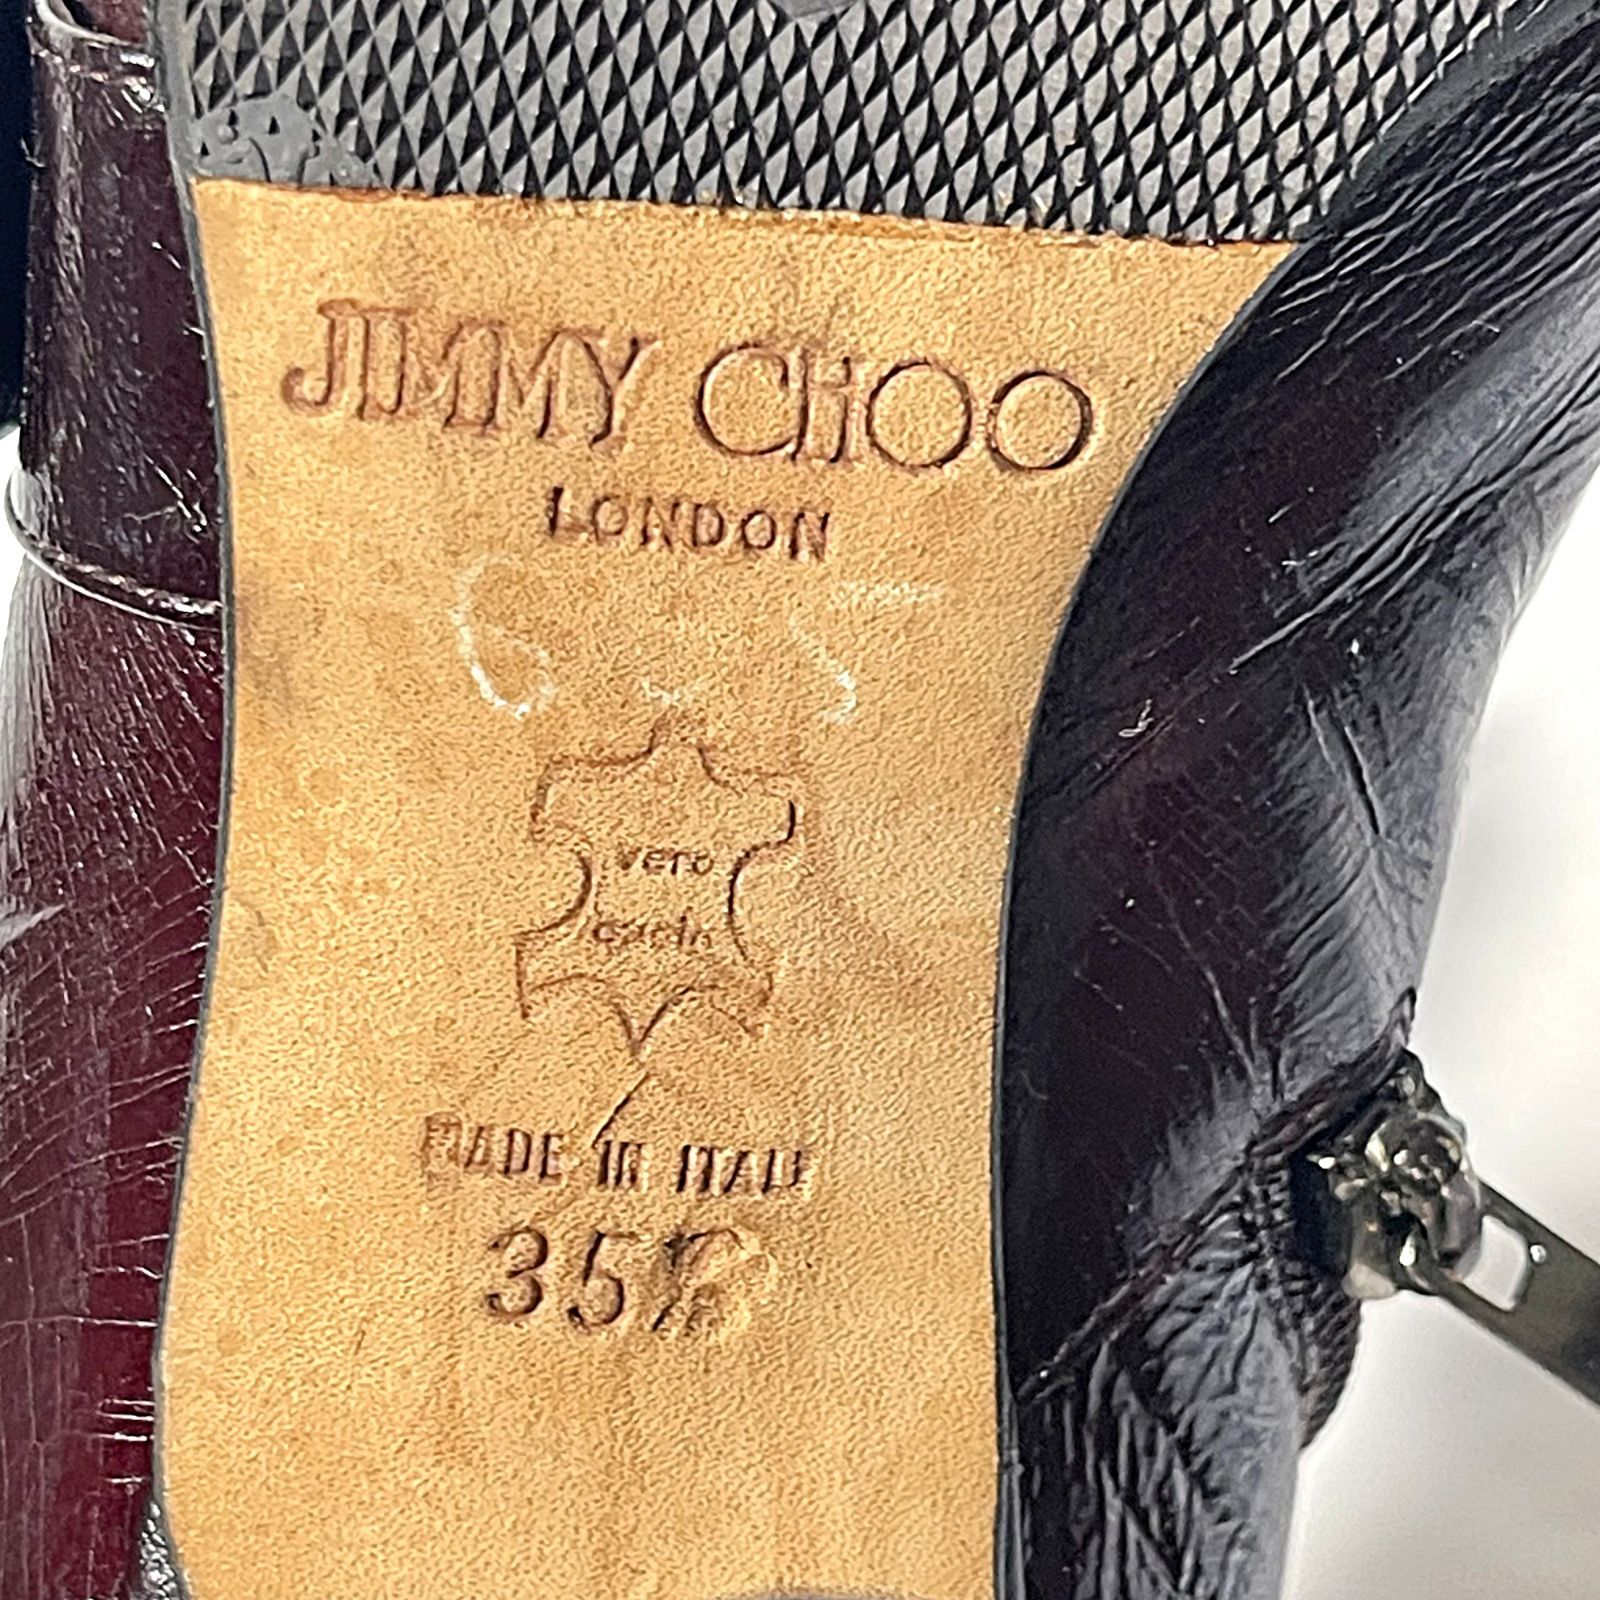 JIMMY CHOO
LONDON
vero
cuoio
MADE IN ITALY
35½